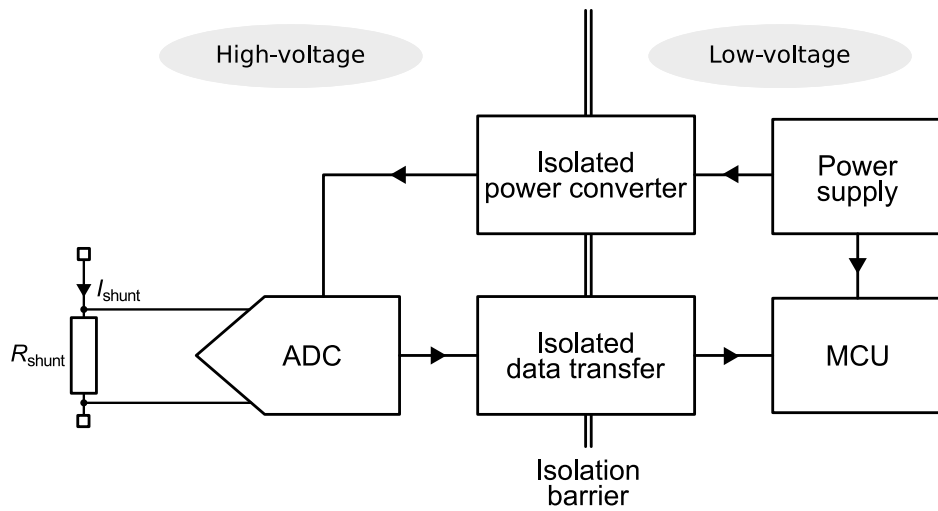 High-voltage
Low-voltage
Isolated
power converter
Power
supply
Ishunt
Rshunt
ADC
Isolated
data transfer
MCU
Isolation
barrier